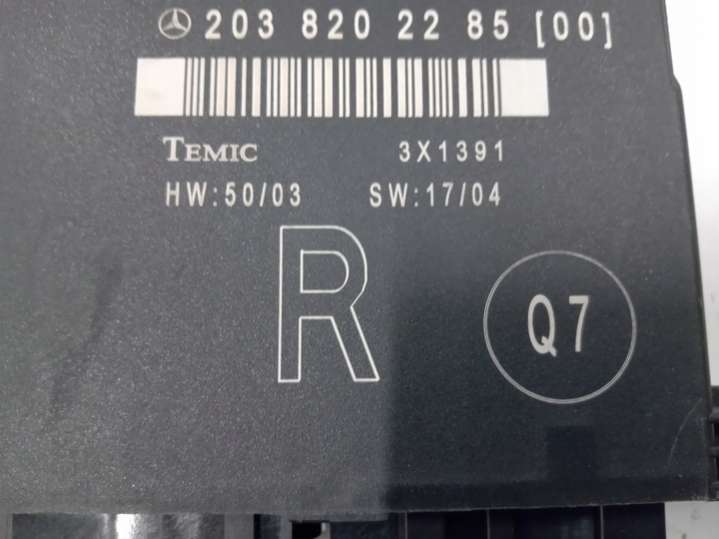 203 820 22 85 [00]
TEMIC 3X1391
HW:50/03 SW:17/04
R
Q7